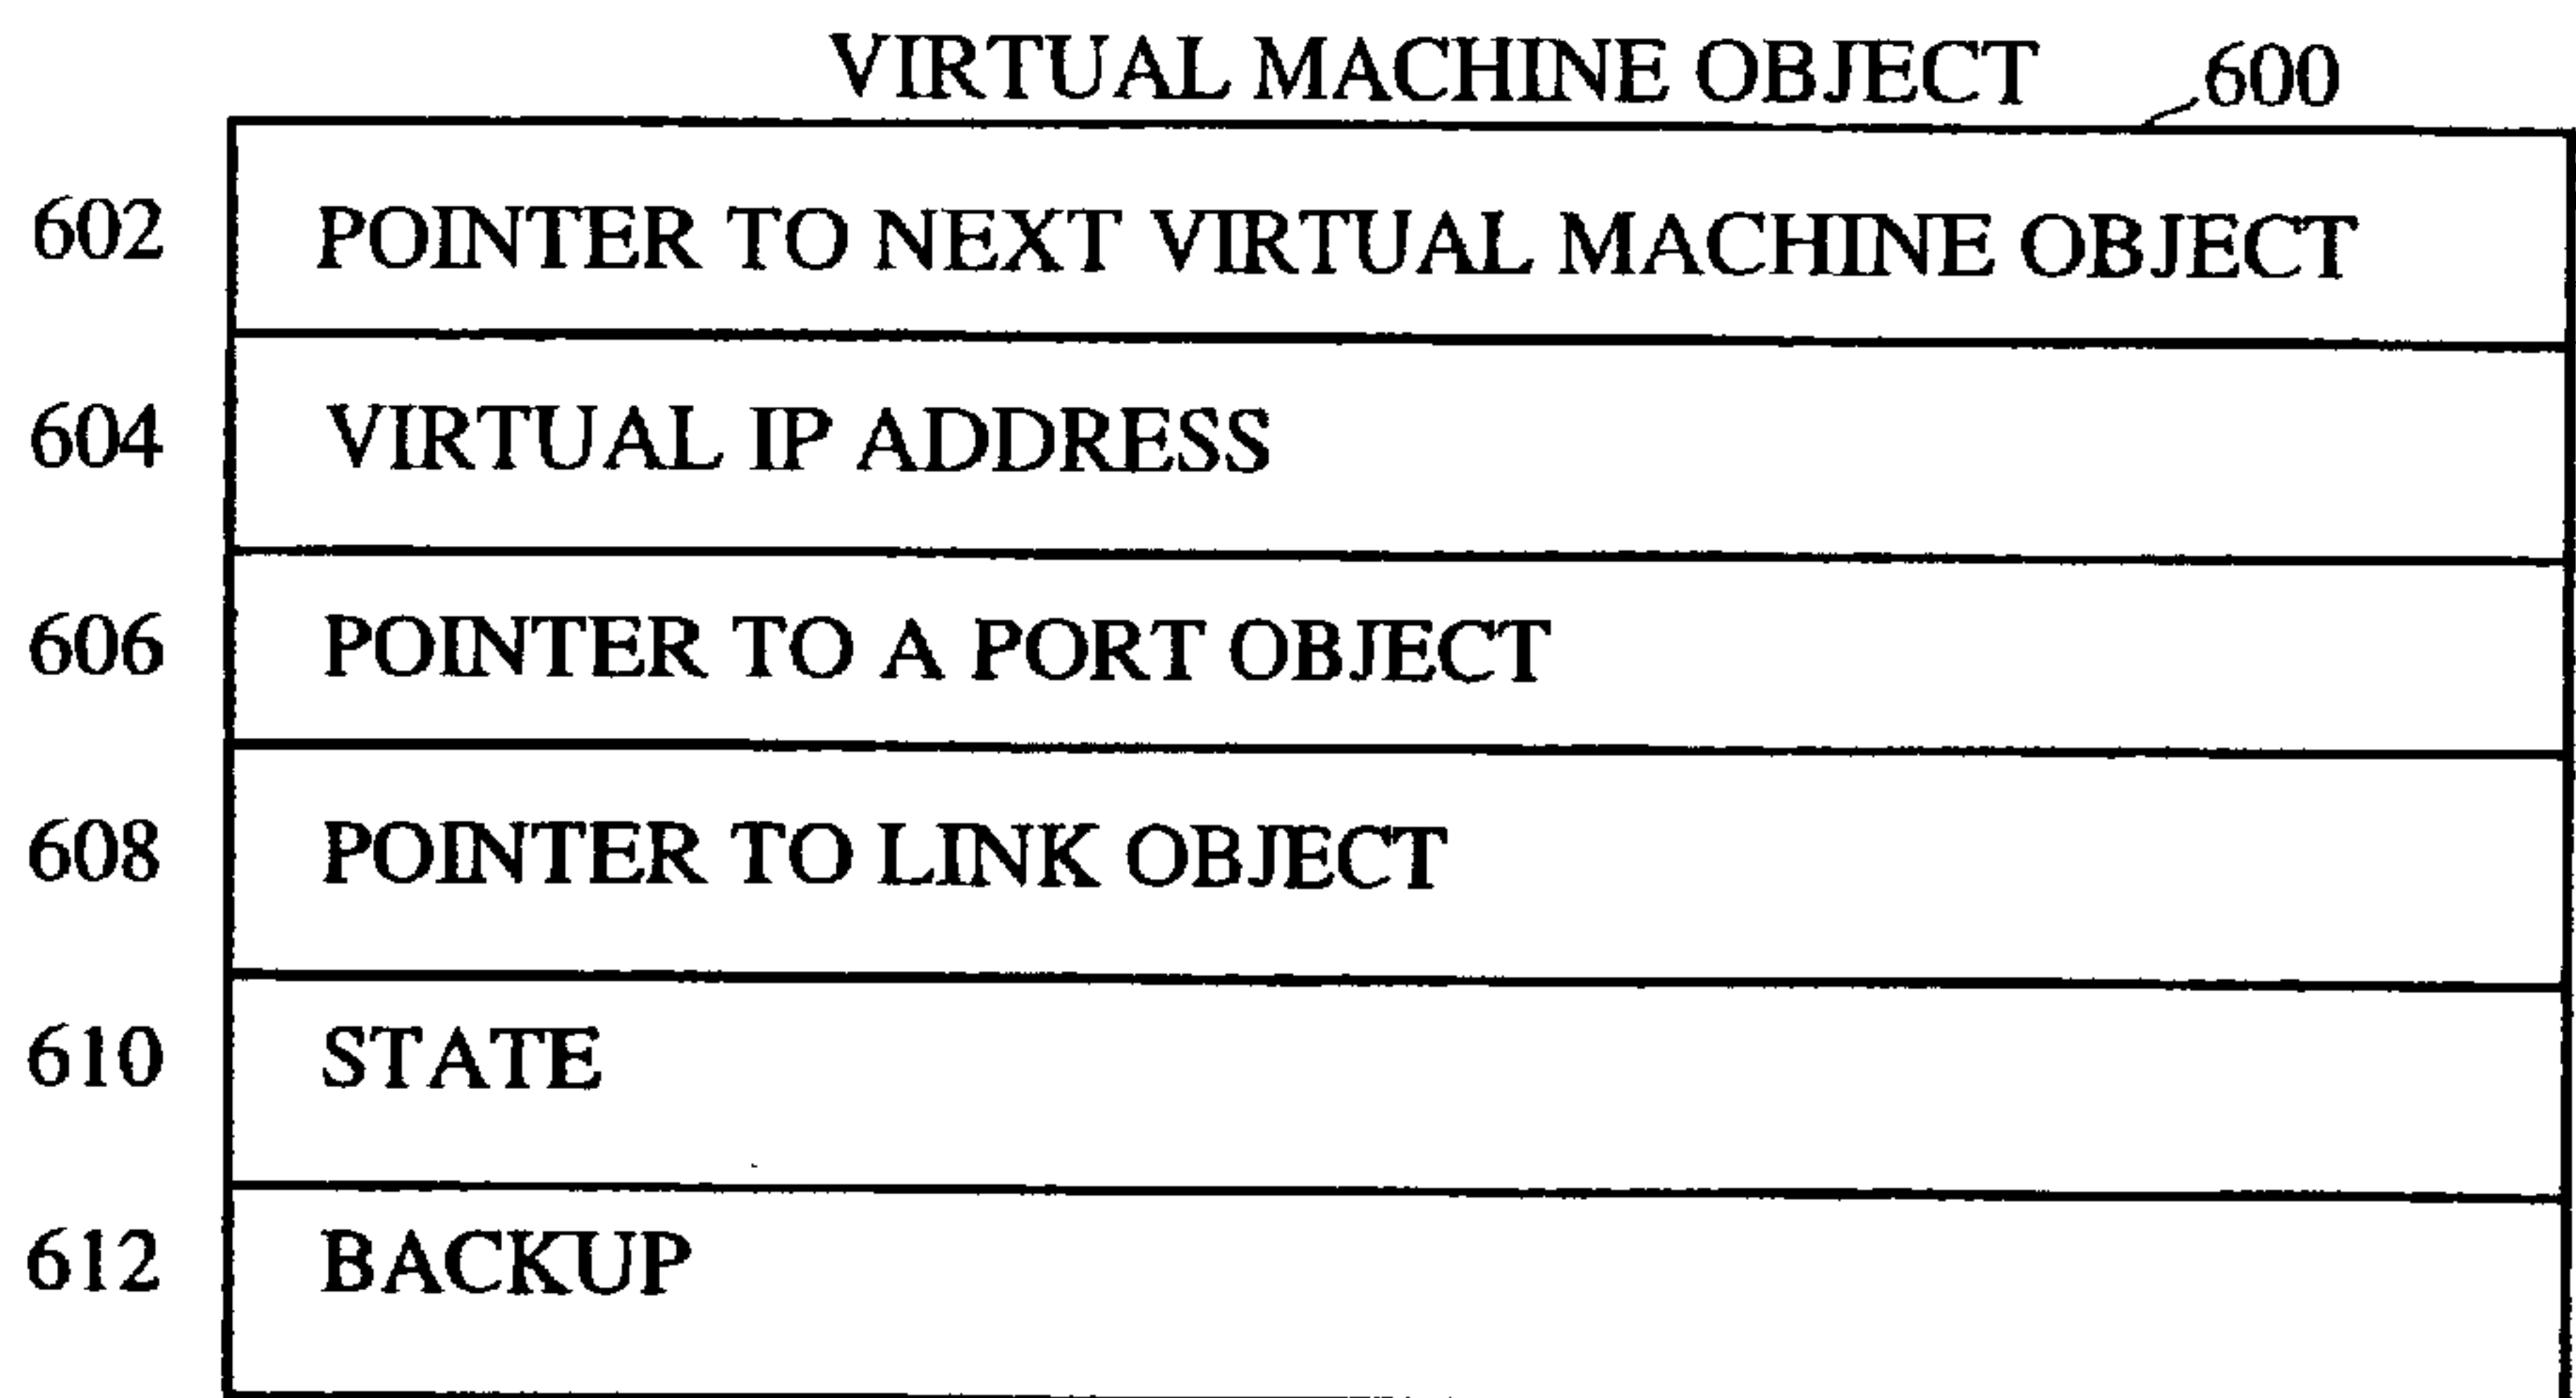 VIRTUAL MACHINE OBJECT 600
602 POINTER TO NEXT VIRTUAL MACHINE OBJECT
604 VIRTUAL IP ADDRESS
606 POINTER TO A PORT OBJECT
608 POINTER TO LINK OBJECT
610 STATE
612 BACKUP